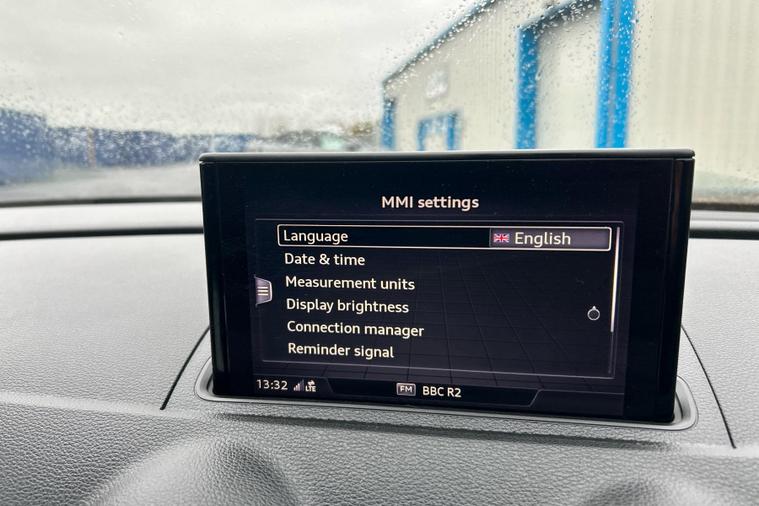 MMI settings
Language English
Date & time
Measurement units
Display brightness
Connection manager
Reminder signal
13:32 LTE FM BBC R2